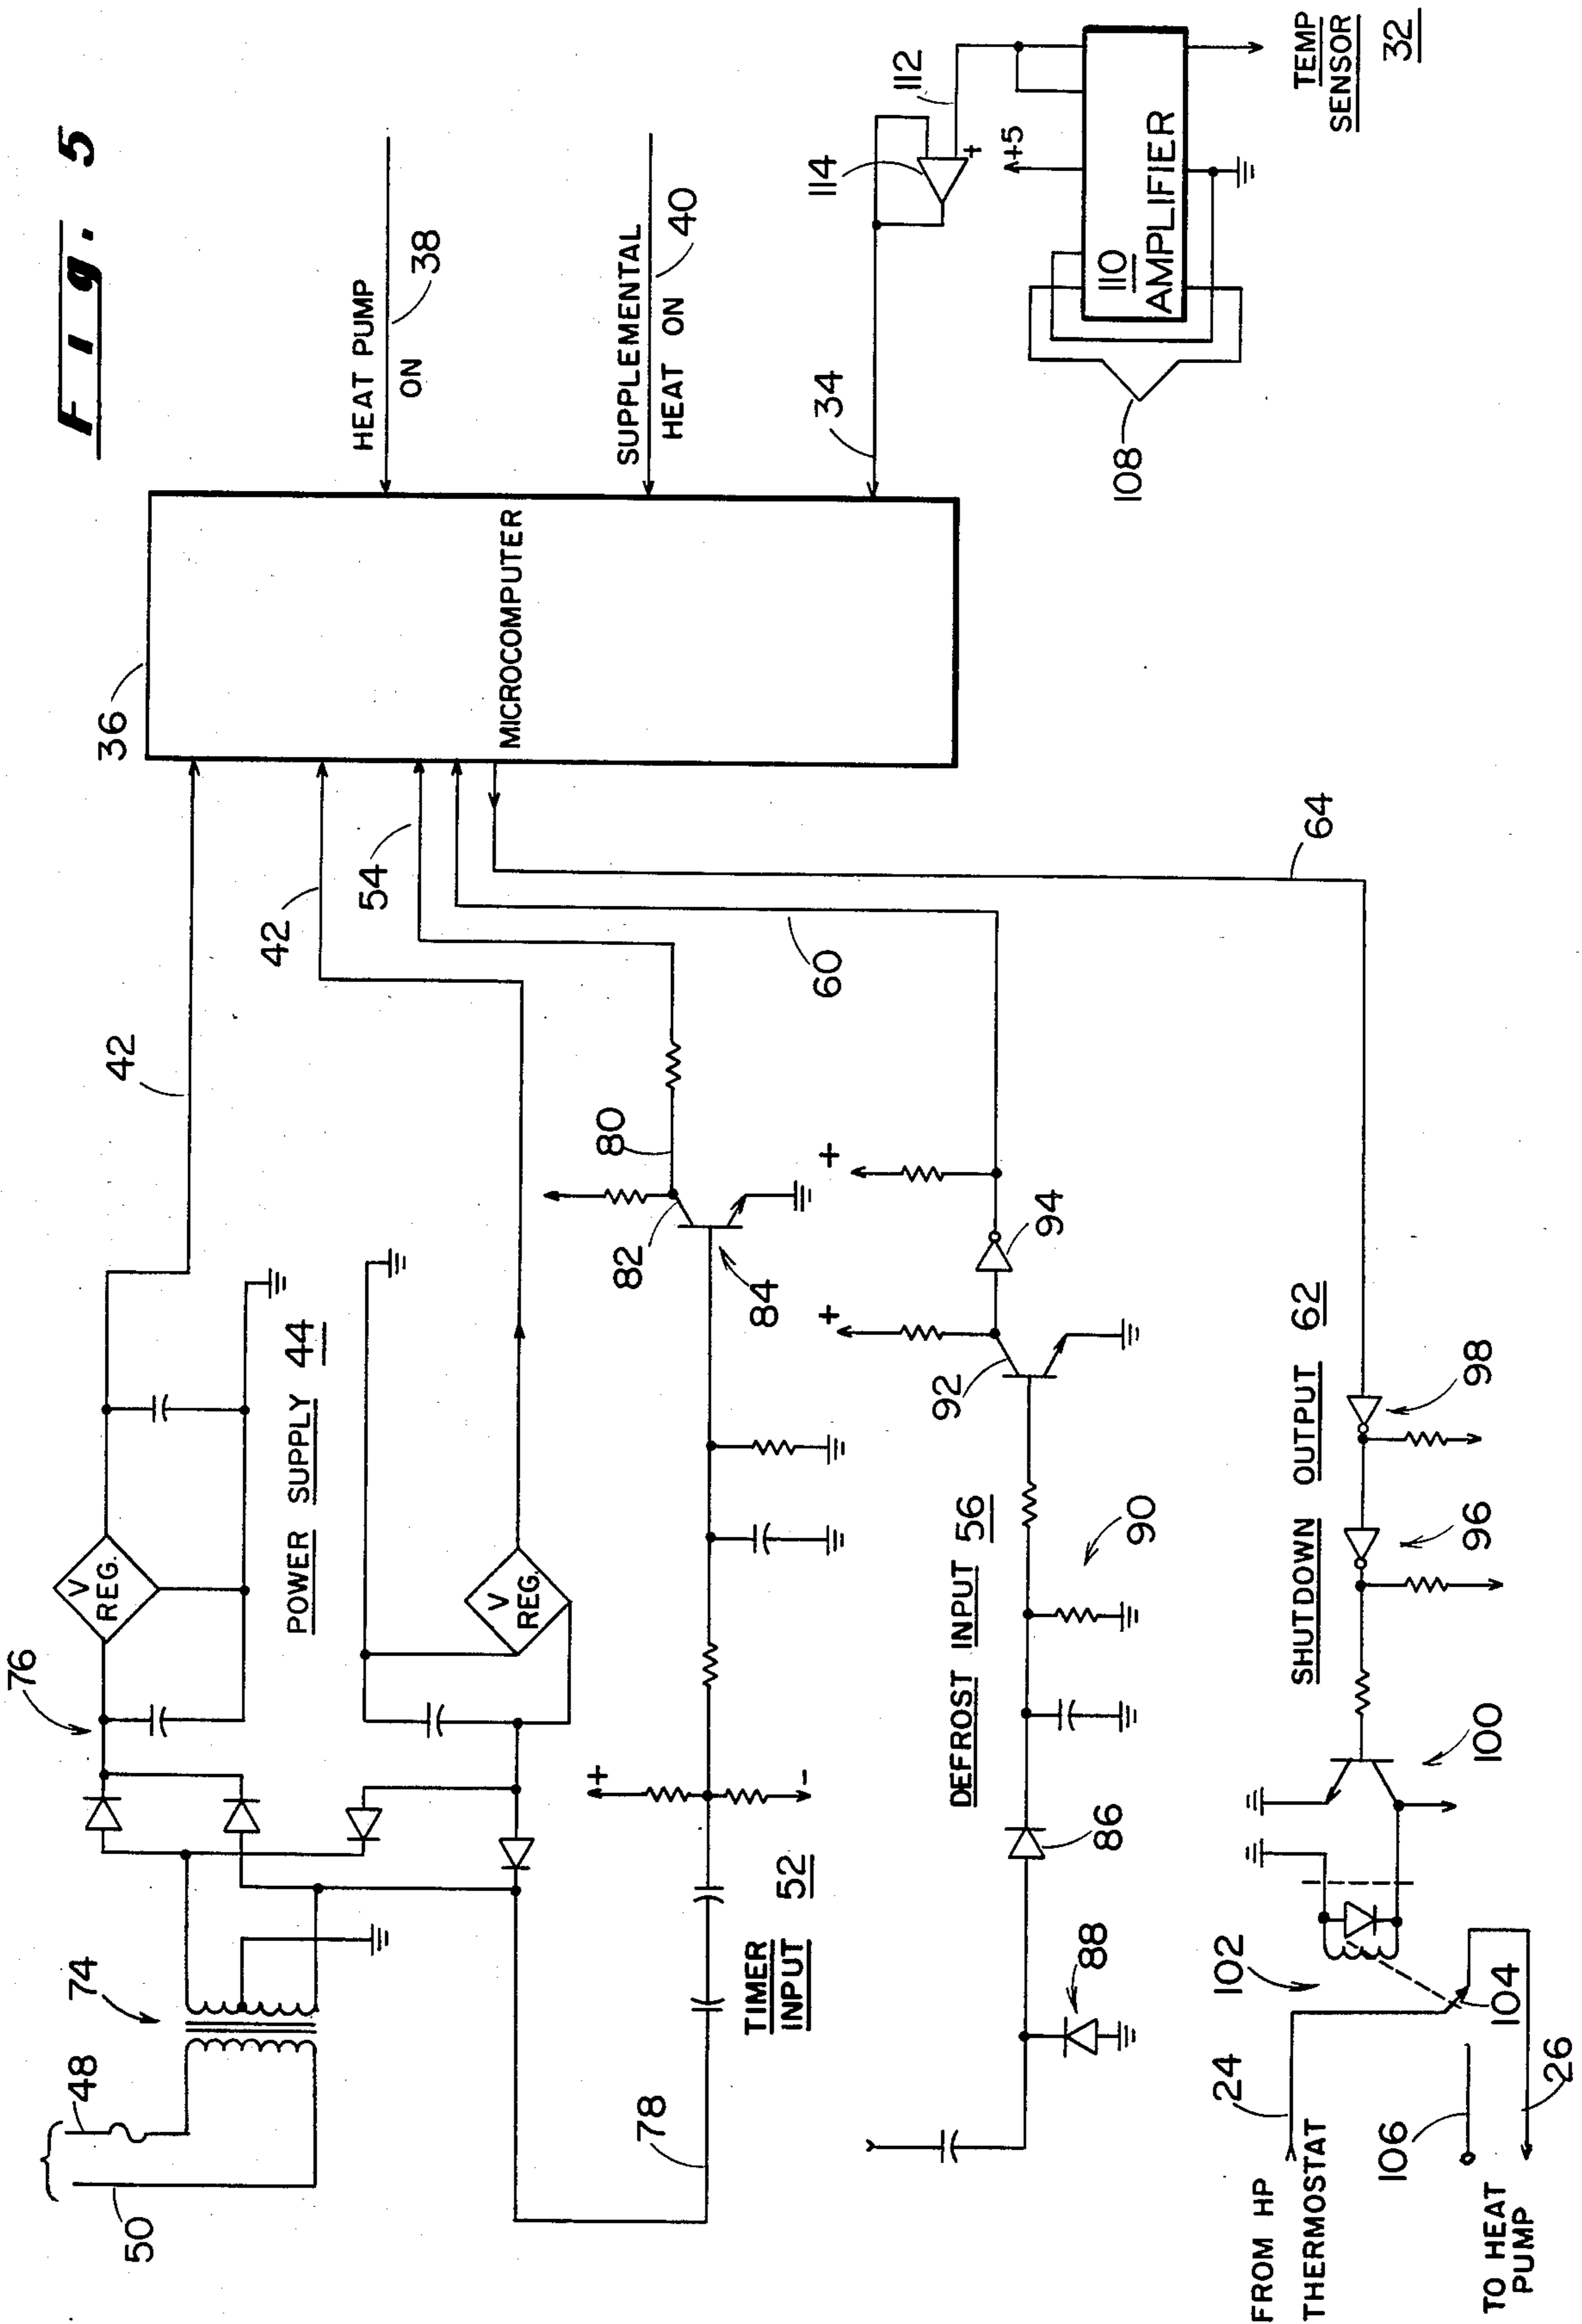 Fig. 5
50
48
74
76
V
REG.
42
36
POWER SUPPLY 44
V
REG.
42
54
MICROCOMPUTER
HEAT PUMP
ON
38
SUPPLEMENTAL
HEAT ON
40
78
TIMER
INPUT
52
+
-
82
80
84
60
34
114
+
112
+5
110
AMPLIFIER
108
TEMP
SENSOR
32
88
86
DEFROST INPUT 56
90
92
+
94
+
64
FROM HP
THERMOSTAT
24
102
104
106
TO HEAT
PUMP
26
100
SHUTDOWN OUTPUT 62
96
98